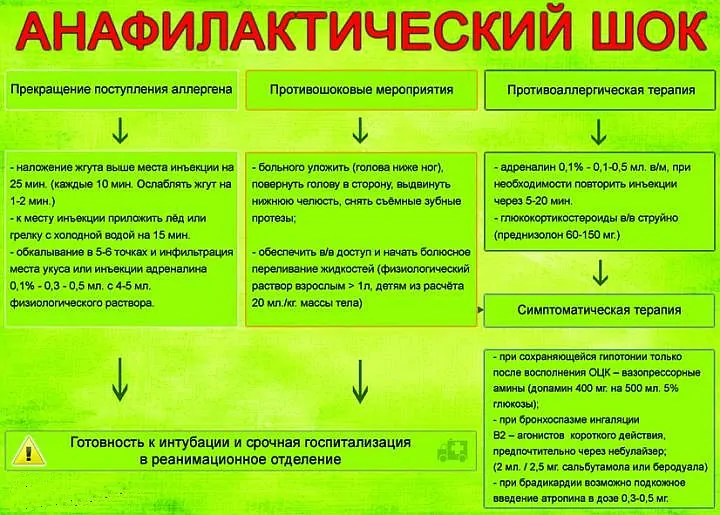 АНАФИЛАКТИЧЕСКИЙ ШОК
Прекращение поступления аллергена
- наложение жгута выше места инъекции на
25 мин. (каждые 10 мин. Ослаблять жгут на
1-2 мин.)
- к месту инъекции приложить лёд или
грелку с холодной водой на 15 мин.
- обкалывание в 5-6 точках и инфильтрация
места укуса или инъекции адреналина
0,1% - 0,3 - 0,5 мл. с 4-5 мл.
физиологического раствора.
Противошоковые мероприятия
- больного уложить (голова ниже ног),
повернуть голову в сторону, выдвинуть
нижнюю челюсть, снять съёмные зубные
протезы;
- обеспечить в/в доступ и начать болюсное
переливание жидкостей (физиологический
раствор взрослым > 1л, детям из расчёта
20 мл./кг. массы тела)
Противоаллергическая терапия
- адреналин 0,1% - 0,1-0,5 мл. в/м, при
необходимости повторить инъекции
через 5-20 мин.
- глюкокортикостероиды в/в струйно
(преднизолон 60-150 мг.)
Симптоматическая терапия
- при сохраняющейся гипотонии только
после восполнения ОЦК – вазопрессорные
амины (допамин 400 мг. на 500 мл. 5%
глюкозы);
- при бронхоспазме ингаляции
В2 – агонистов короткого действия,
предпочтительно через небулайзер;
(2 мл. / 2,5 мг. сальбутамола или беродуала)
- при брадикардии возможно подкожное
введение атропина в дозе 0,3-0,5 мг.
Готовность к интубации и срочная госпитализация
в реанимационное отделение